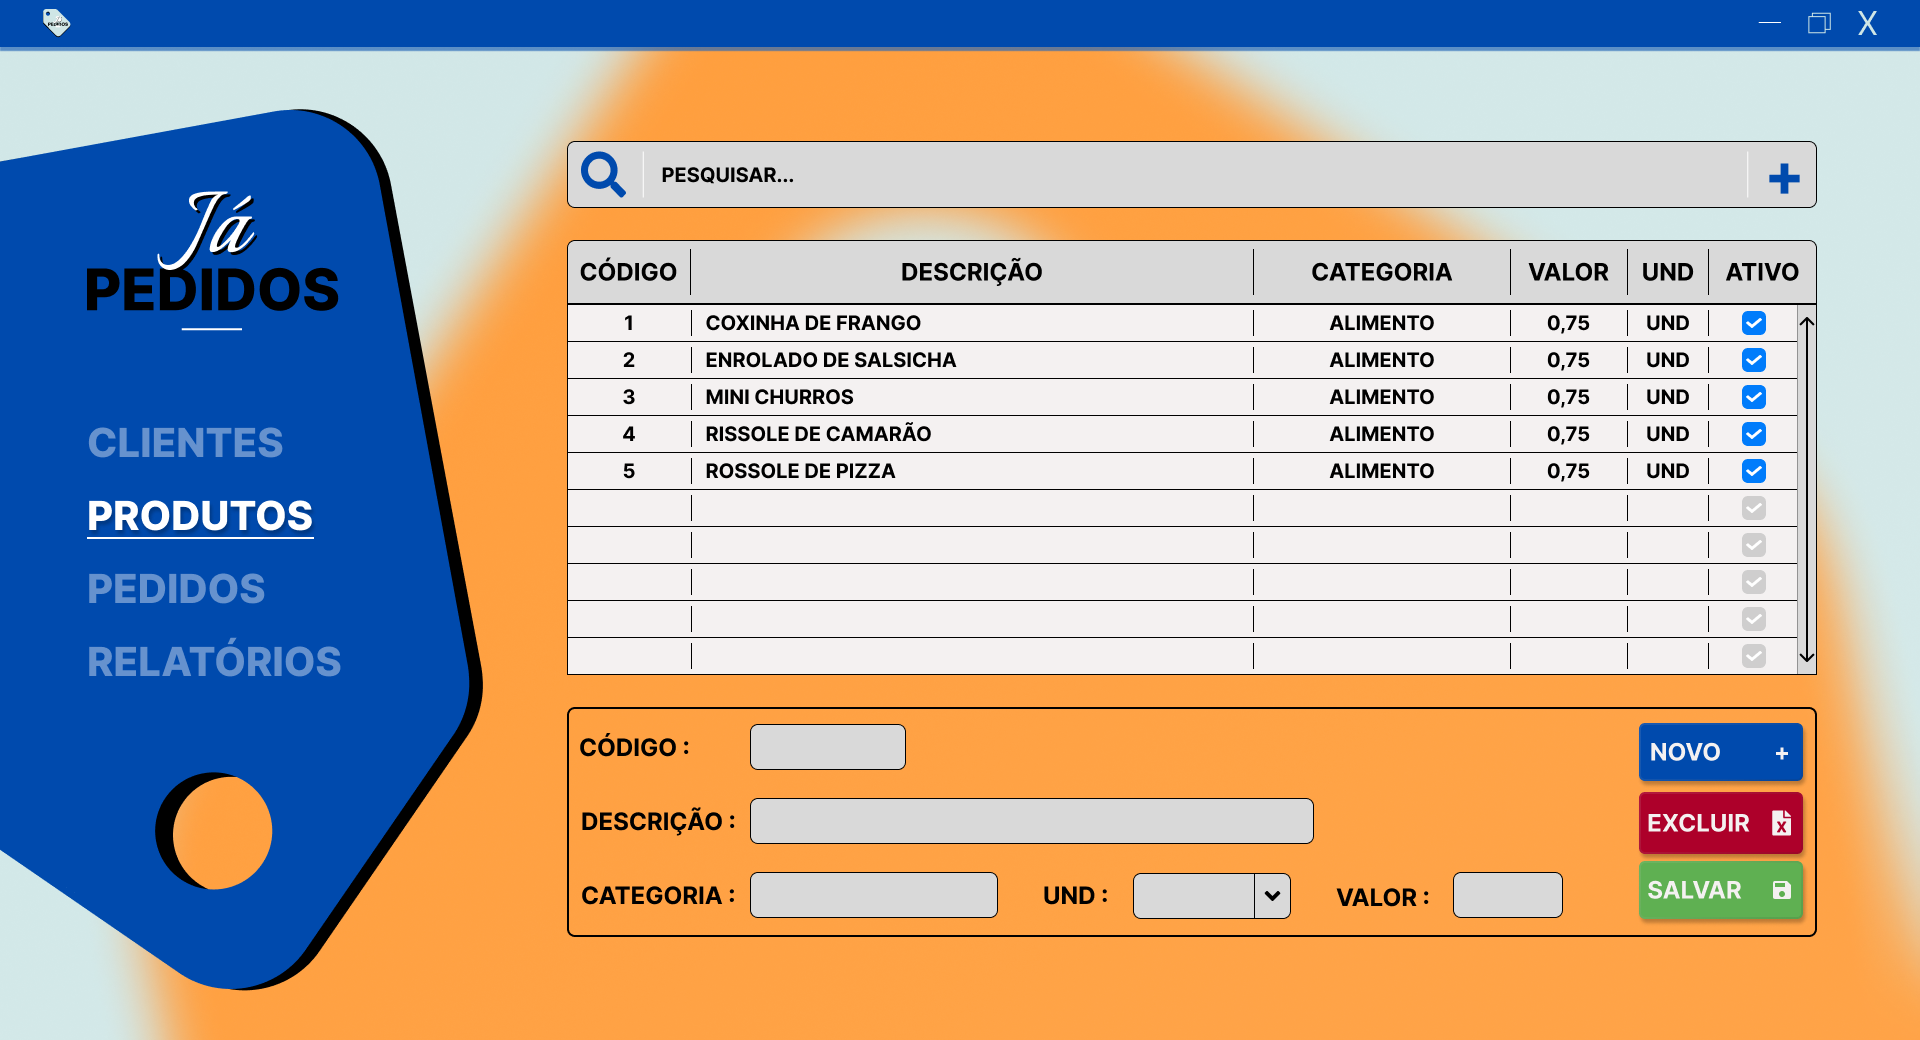 PEDIDOS
X
Já
PEDIDOS
CLIENTES
PRODUTOS
PEDIDOS
RELATÓRIOS
PESQUISAR...
CÓDIGO DESCRIÇÃO CATEGORIA VALOR UND ATIVO
1 COXINHA DE FRANGO ALIMENTO 0,75 UND
2 ENROLADO DE SALSICHA ALIMENTO 0,75 UND
3 MINI CHURROS ALIMENTO 0,75 UND
4 RISSOLE DE CAMARÃO ALIMENTO 0,75 UND
5 ROSSOLE DE PIZZA ALIMENTO 0,75 UND
CÓDIGO :
DESCRIÇÃO :
CATEGORIA : UND : VALOR :
NOVO +
EXCLUIR
SALVAR